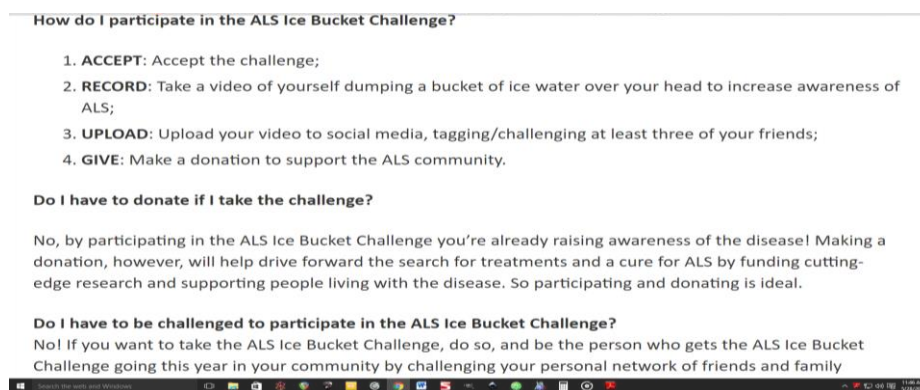 How do I participate in the ALS Ice Bucket Challenge?
1. ACCEPT: Accept the challenge;
2. RECORD: Take a video of yourself dumping a bucket of ice water over your head to increase awareness of
ALS;
3. UPLOAD: Upload your video to social media, tagging/challenging at least three of your friends;
4. GIVE: Make a donation to support the ALS community.
Do I have to donate if I take the challenge?
No, by participating in the ALS Ice Bucket Challenge you’re already raising awareness of the disease! Making a
donation, however, will help drive forward the search for treatments and a cure for ALS by funding cutting-
edge research and supporting people living with the disease. So participating and donating is ideal.
Do I have to be challenged to participate in the ALS Ice Bucket Challenge?
No! If you want to take the ALS Ice Bucket Challenge, do so, and be the person who gets the ALS Ice Bucket
Challenge going this year in your community by challenging your personal network of friends and family
Search the web and Windows